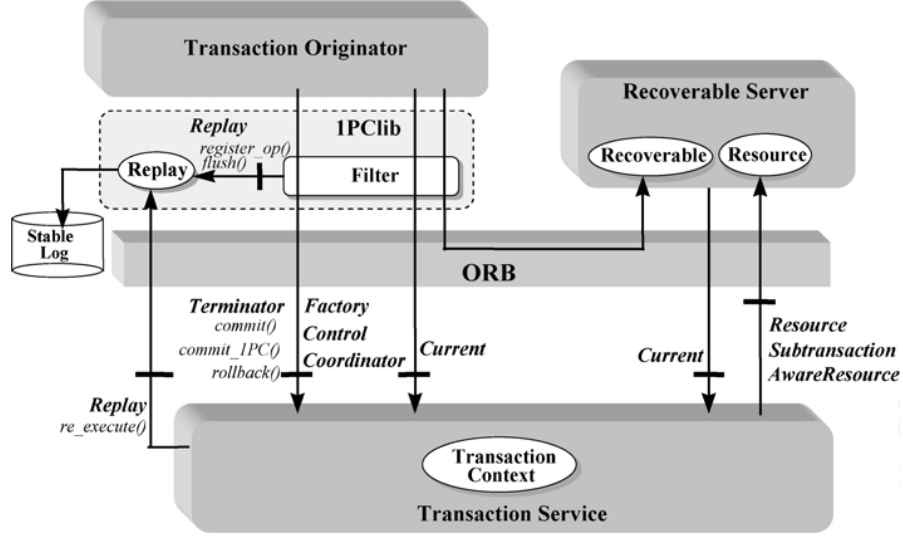 Transaction Originator
Recoverable Server
Replay
1PClib
register_op()
flush()
Replay
Filter
Recoverable
Resource
Stable
Log
ORB
Terminator
commit()
commit_1PC()
rollback()
Factory
Control
Coordinator
Current
Current
Resource
Subtransaction
AwareResource
Replay
re_execute()
Transaction
Context
Transaction Service